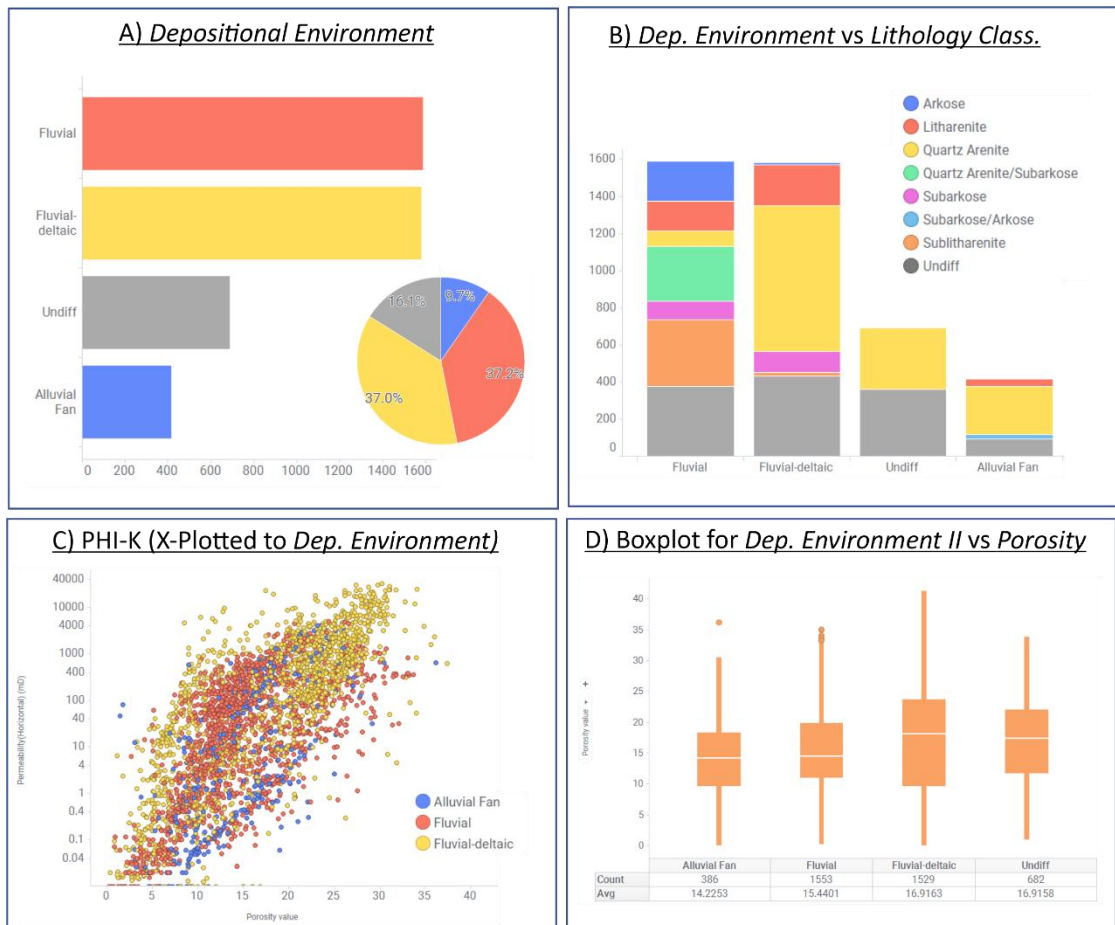 A) Depositional Environment
Fluvial
Fluvial-
deltaic
Undiff
Alluvial
Fan
0 200 400 600 800 1000 1200 1400 1600
9.7%
37.2%
37.0%
16.1%
B) Dep. Environment vs Lithology Class.
Arkose
Litharenite
Quartz Arenite
Quartz Arenite/Subarkose
Subarkose
Subarkose/Arkose
Sublitharenite
Undiff
1600
1400
1200
1000
800
600
400
200
0
Fluvial Fluvial-deltaic Undiff Alluvial Fan
C) PHI-K (X-Plotted to Dep. Environment)
Permeability(Horizontal) (mD)
40000
10000
4000
1000
400
100
40
10
4
1
0.4
0.1
0.04
Alluvial Fan
Fluvial
Fluvial-deltaic
0 5 10 15 20 25 30 35 40
Porosity value
D) Boxplot for Dep. Environment II vs Porosity
Porosity value
+
40
35
30
25
20
15
10
5
0
Alluvial Fan Fluvial Fluvial-deltaic Undiff
Count 386 1553 1529 682
Avg 14.2253 15.4401 16.9163 16.9158